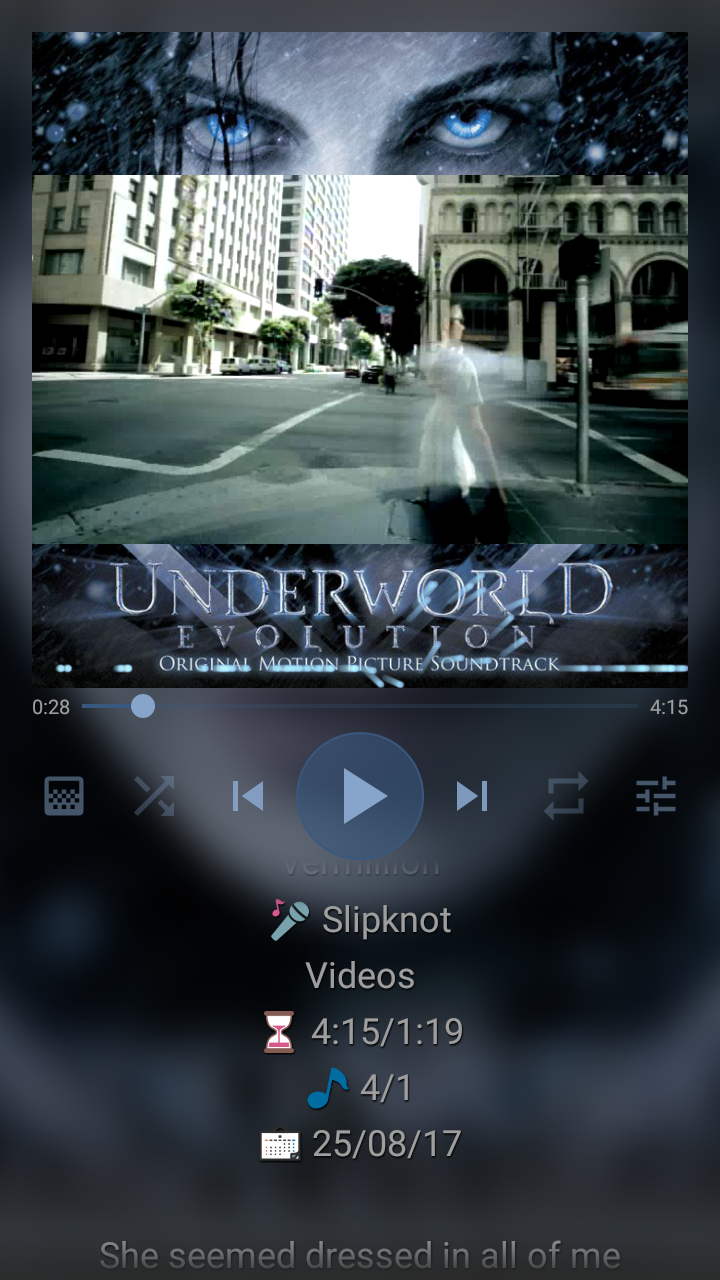 UNDERWORLD
EVOLUTION
ORIGINAL MOTION PICTURE SOUNDTRACK
0:28
4:15
Vermillion
Slipknot
Videos
4:15/1:19
4/1
25/08/17
She seemed dressed in all of me